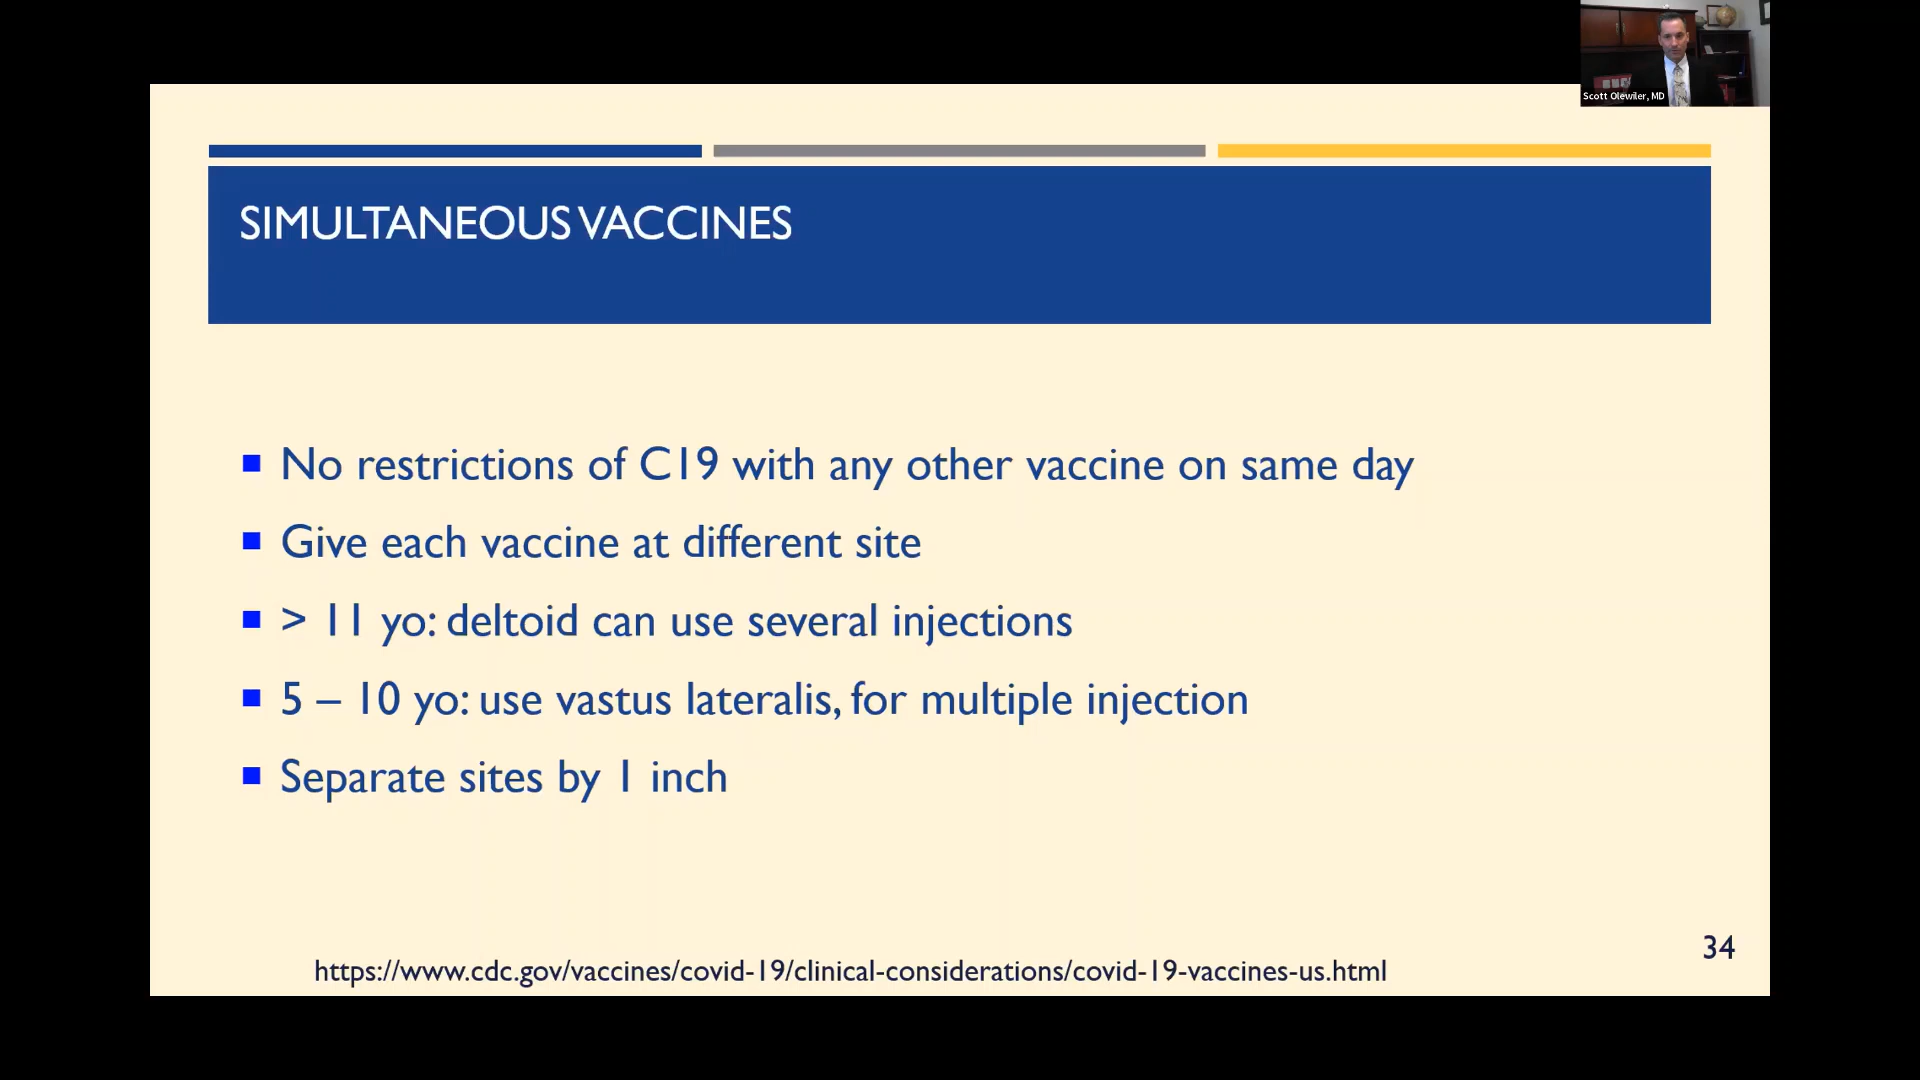 Scott Olewiler, MD
SIMULTANEOUS VACCINES
No restrictions of C19 with any other vaccine on same day
Give each vaccine at different site
> 11 yo: deltoid can use several injections
5 – 10 yo: use vastus lateralis, for multiple injection
Separate sites by 1 inch
34
https://www.cdc.gov/vaccines/covid-19/clinical-considerations/covid-19-vaccines-us.html